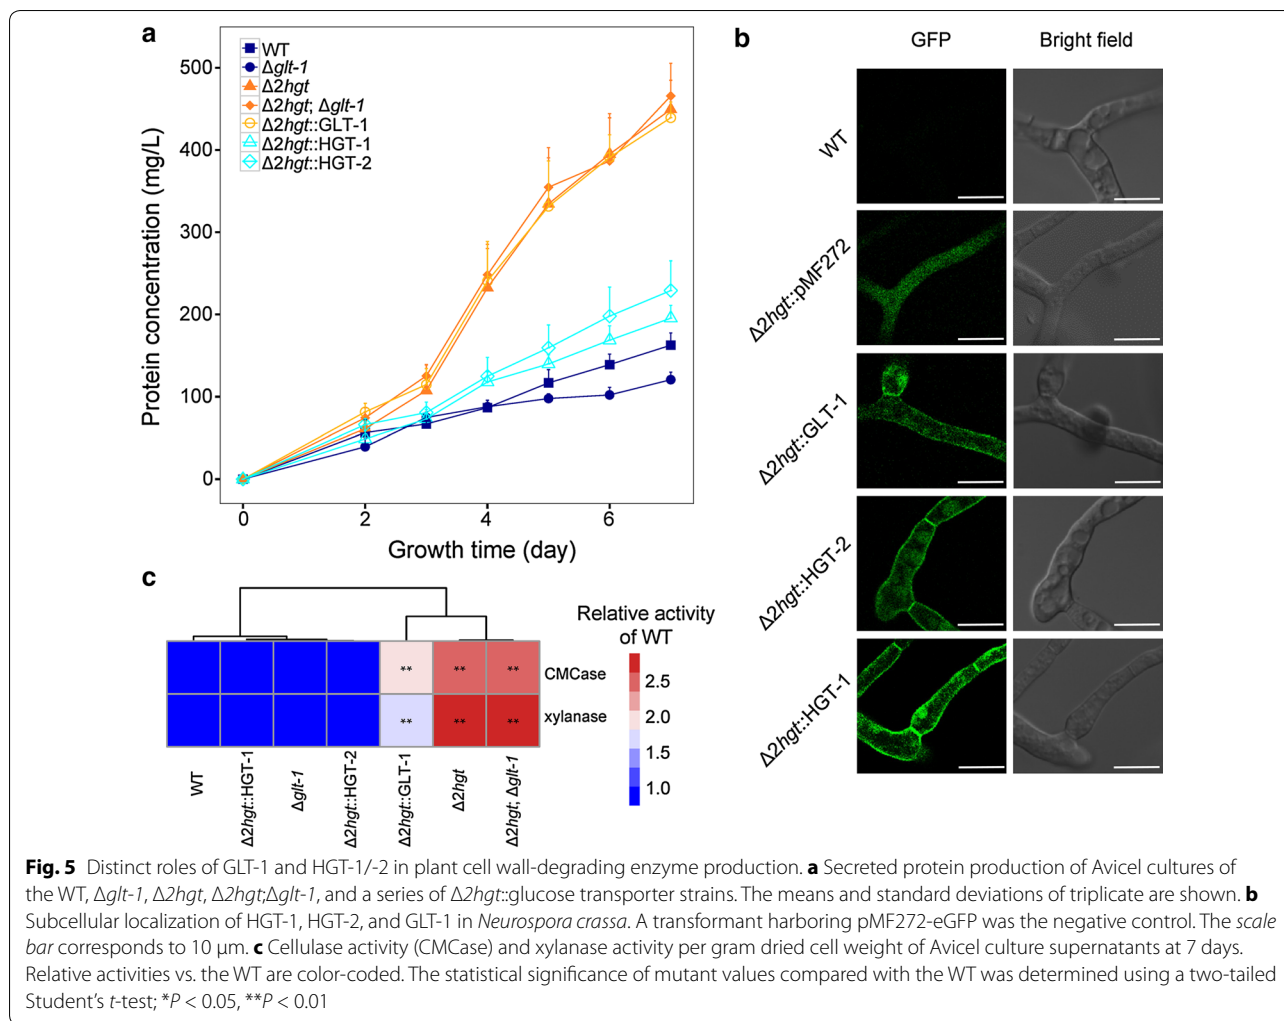 a
WT
Δglt-1
Δ2hgt
Δ2hgt; Δglt-1
Δ2hgt::GLT-1
Δ2hgt::HGT-1
Δ2hgt::HGT-2
500
400
300
200
100
0
Protein concentration (mg/L)
0 2 4 6
Growth time (day)
b
GFP Bright field
WT
Δ2hgt::pMF272
Δ2hgt::GLT-1
Δ2hgt::HGT-2
Δ2hgt::HGT-1
c
Relative activity
of WT
** ** ** CMCase
** ** ** xylanase
2.5
2.0
1.5
1.0
WT
Δ2hgt::HGT-1
Δglt-1
Δ2hgt::HGT-2
Δ2hgt::GLT-1
Δ2hgt
Δ2hgt; Δglt-1
Fig. 5 Distinct roles of GLT-1 and HGT-1/-2 in plant cell wall-degrading enzyme production. a Secreted protein production of Avicel cultures of
the WT, Δglt-1, Δ2hgt, Δ2hgt;Δglt-1, and a series of Δ2hgt::glucose transporter strains. The means and standard deviations of triplicate are shown. b
Subcellular localization of HGT-1, HGT-2, and GLT-1 in Neurospora crassa. A transformant harboring pMF272-eGFP was the negative control. The scale
bar corresponds to 10 μm. c Cellulase activity (CMCase) and xylanase activity per gram dried cell weight of Avicel culture supernatants at 7 days.
Relative activities vs. the WT are color-coded. The statistical significance of mutant values compared with the WT was determined using a two-tailed
Student's t-test; *P < 0.05, **P < 0.01